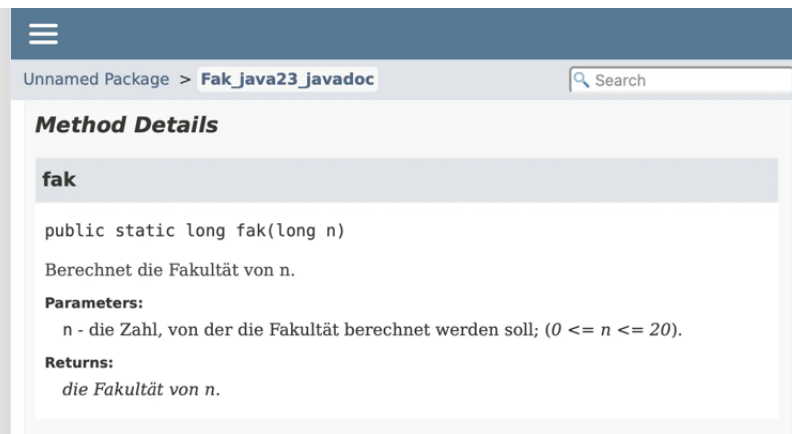 Unnamed Package > Fak_java23_javadoc
Search
Method Details
fak
public static long fak(long n)
Berechnet die Fakultät von n.
Parameters:
n - die Zahl, von der die Fakultät berechnet werden soll; (0 <= n <= 20).
Returns:
die Fakultät von n.